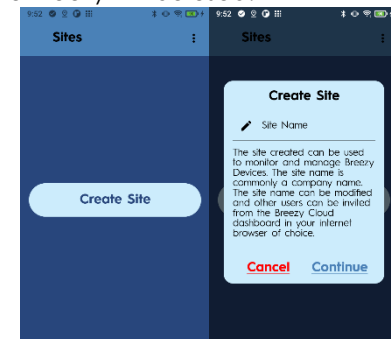 9:52
Sites
Create Site
9:52
Sites
Create Site
Site Name
The site created can be used
to monitor and manage Breezy
Devices. The site name is
commonly a company name.
The site name can be modified
and other users can be invited
from the Breezy Cloud
dashboard in your internet
browser of choice.
Cancel Continue